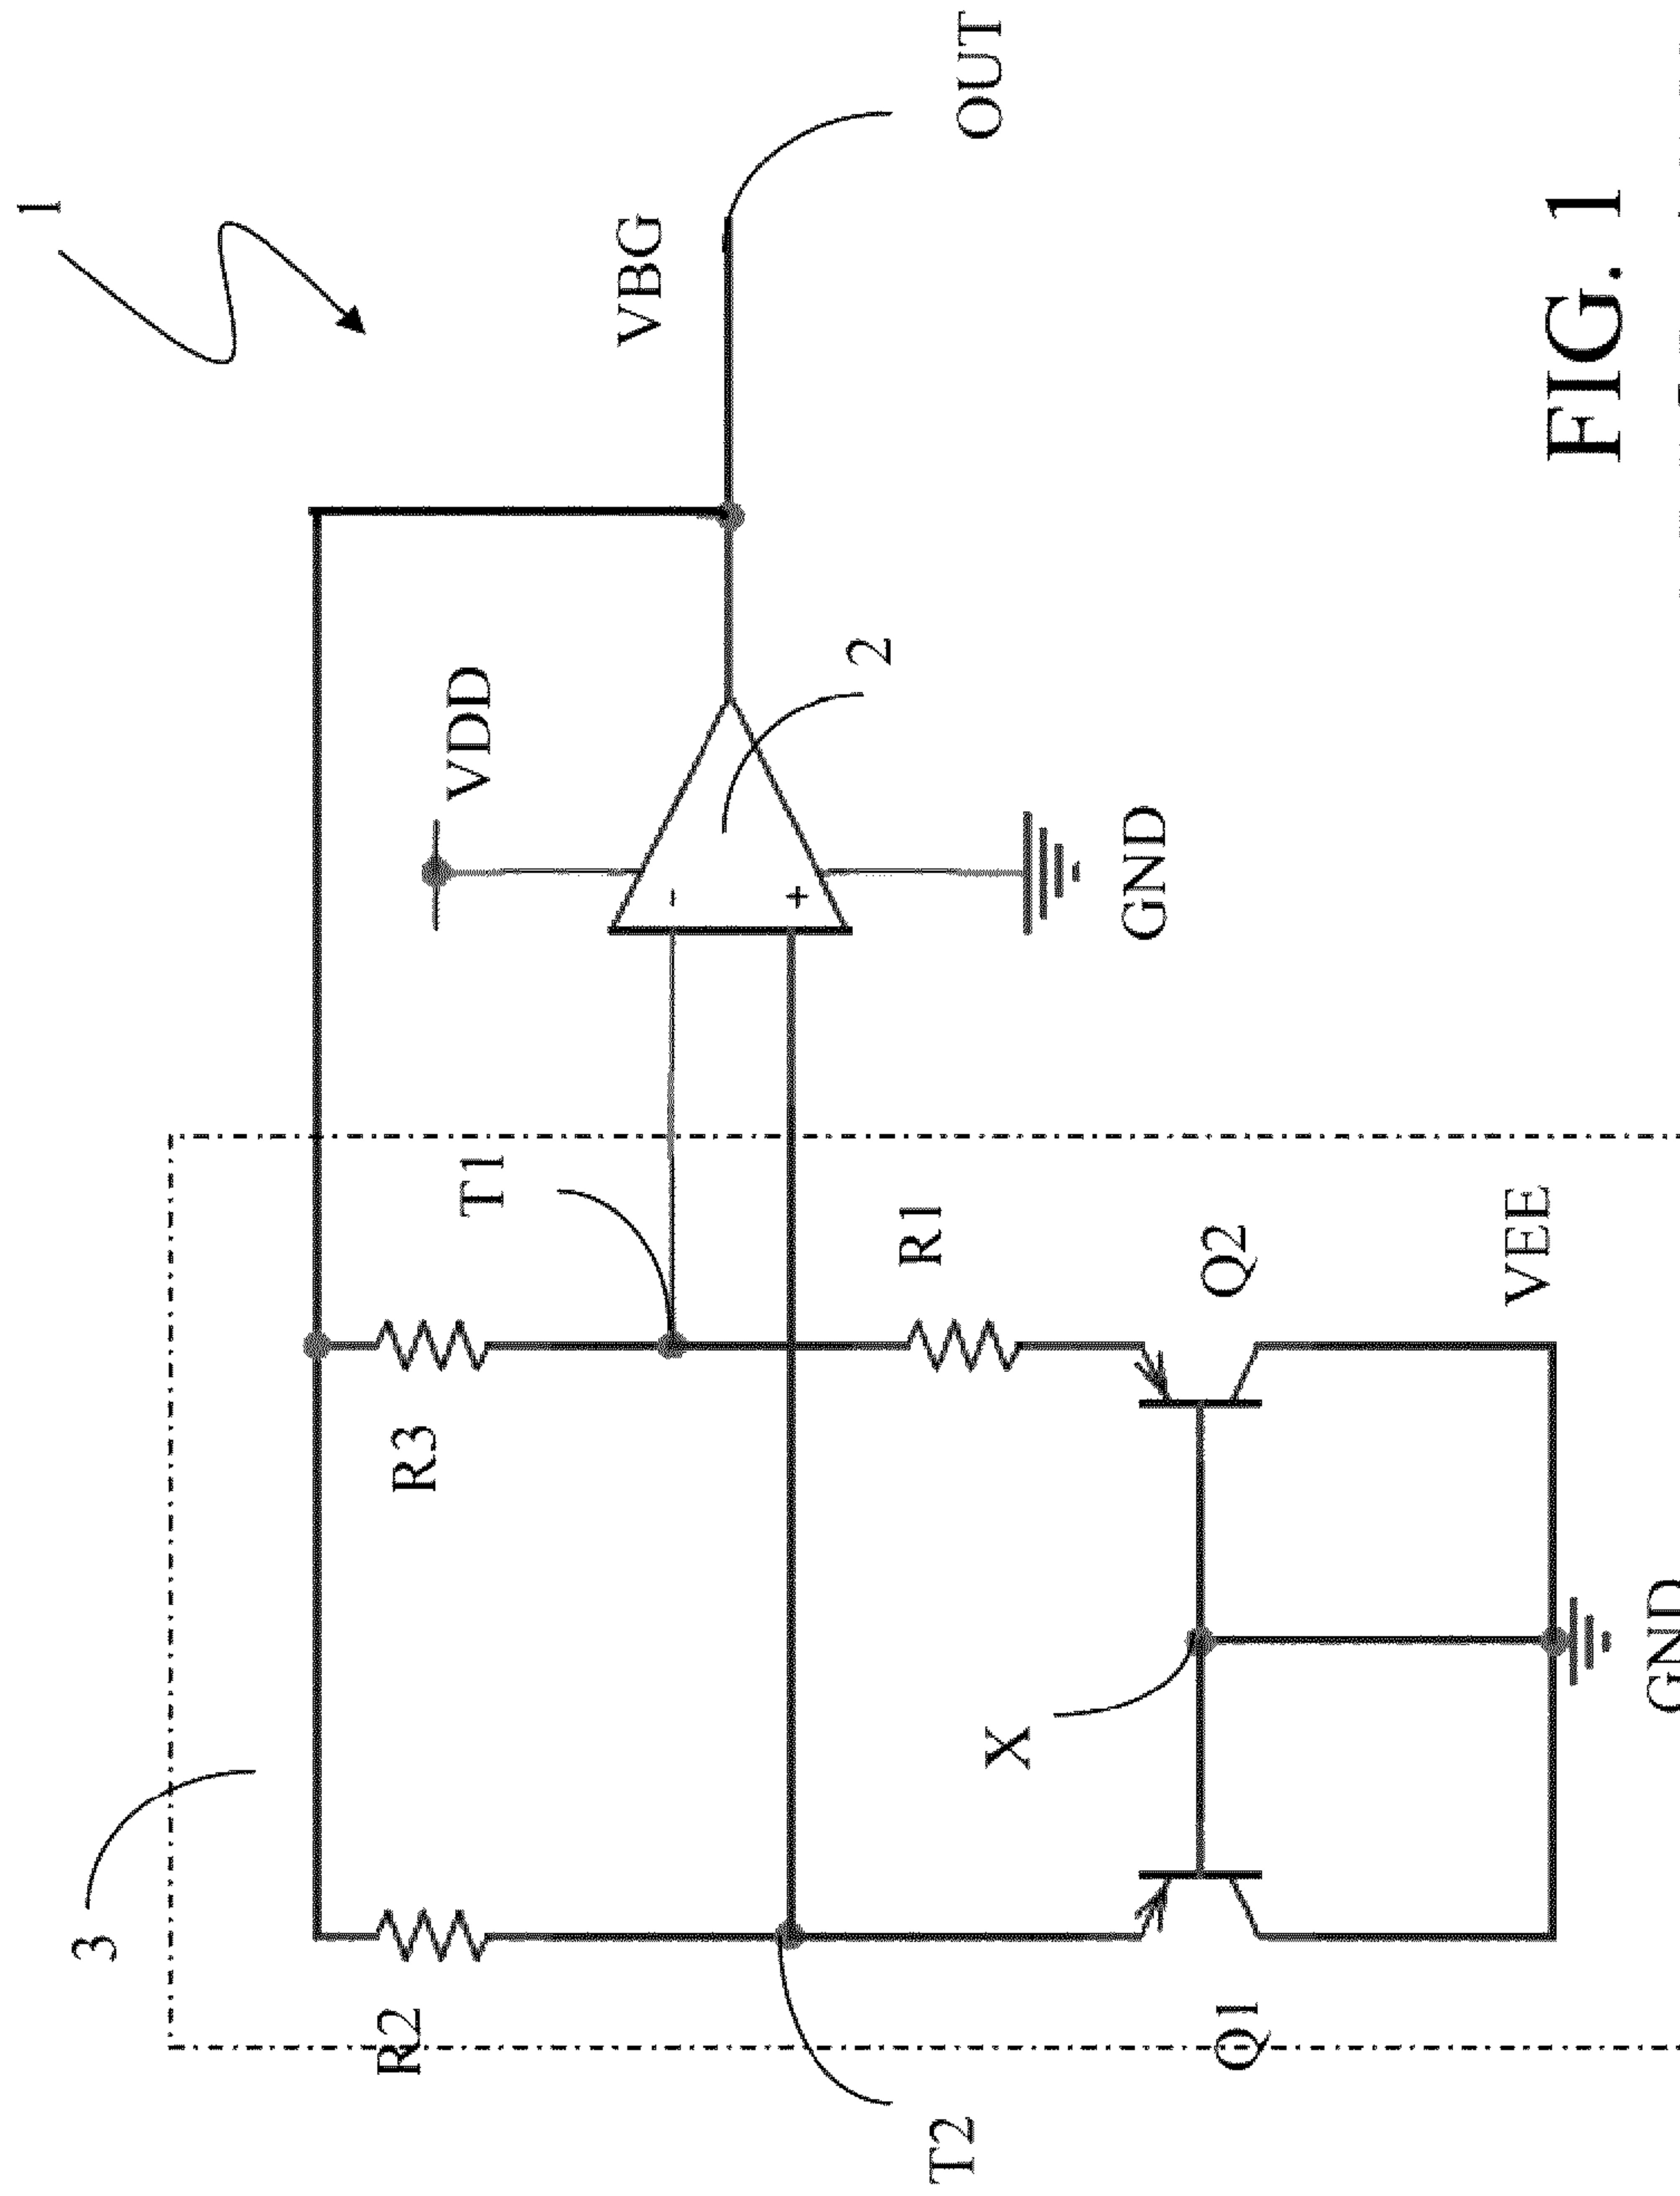 1
3
R2
R3
T1
VDD
VBG
OUT
2
-
+
T2
R1
GND
X
Q1
Q2
VEE
GND
FIG. 1